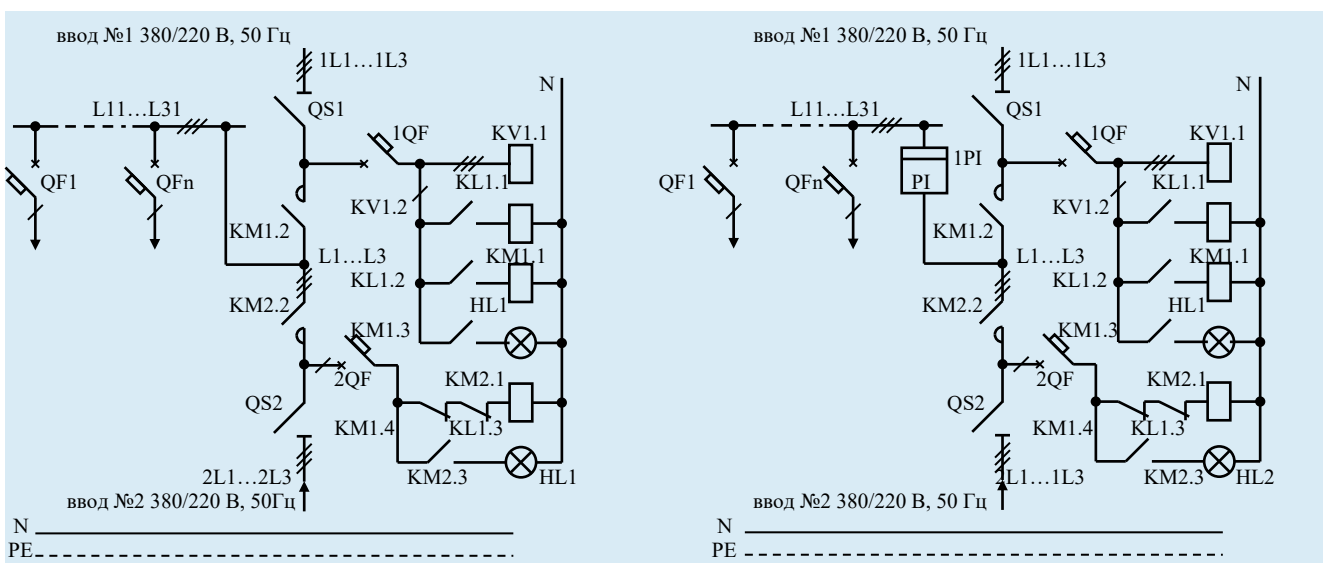 ввод №1 380/220 В, 50 Гц
1L1…1L3
N
L11…L31
QS1
1QF
KV1.1
QF1
QFn
KL1.1
KV1.2
KM1.2
L1…L3
KM1.1
KL1.2
KM2.2
HL1
KM1.3
2QF
KM2.1
QS2
KM1.4
KL1.3
2L1…2L3
KM2.3
HL1
ввод №2 380/220 В, 50Гц
N
PE
ввод №1 380/220 В, 50 Гц
1L1…1L3
N
L11…L31
QS1
1QF
KV1.1
1PI
PI
QF1
QFn
KL1.1
KV1.2
KM1.2
L1…L3
KM1.1
KL1.2
KM2.2
HL1
KM1.3
2QF
KM2.1
QS2
KM1.4
KL1.3
2L1…1L3
KM2.3
HL2
ввод №2 380/220 В, 50 Гц
N
PE